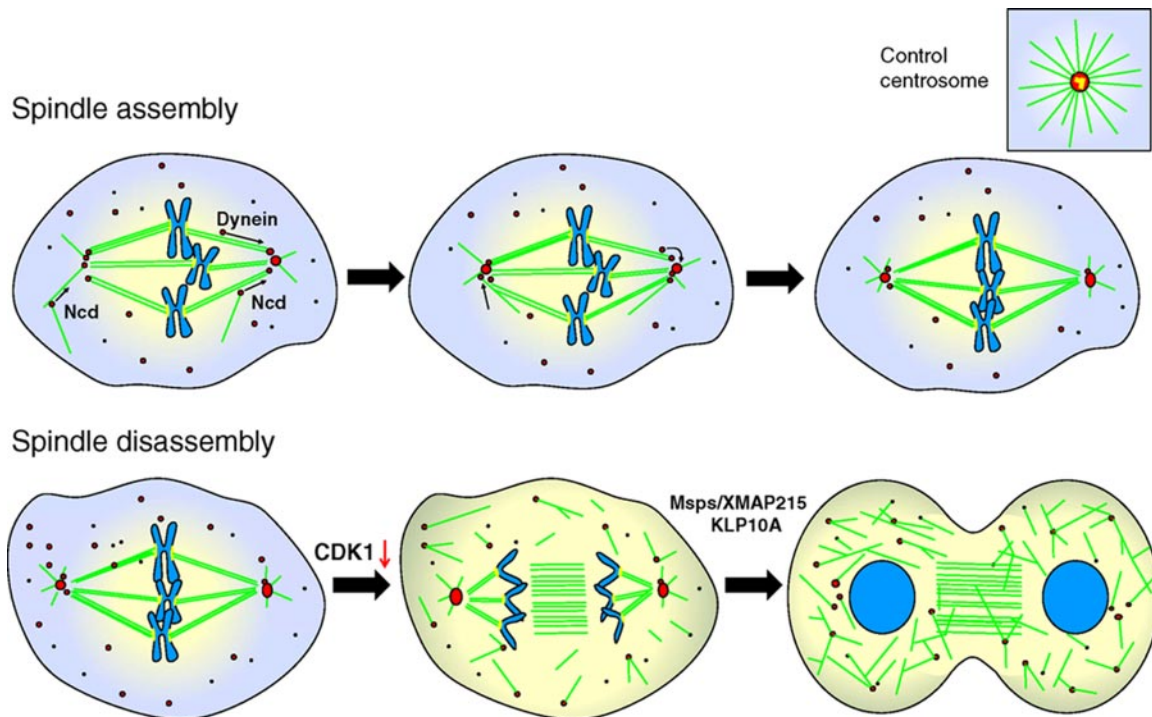 Control
centrosome
Spindle assembly
Dynein
Ncd
Ncd
Spindle disassembly
Msps/XMAP215
KLP10A
CDK1